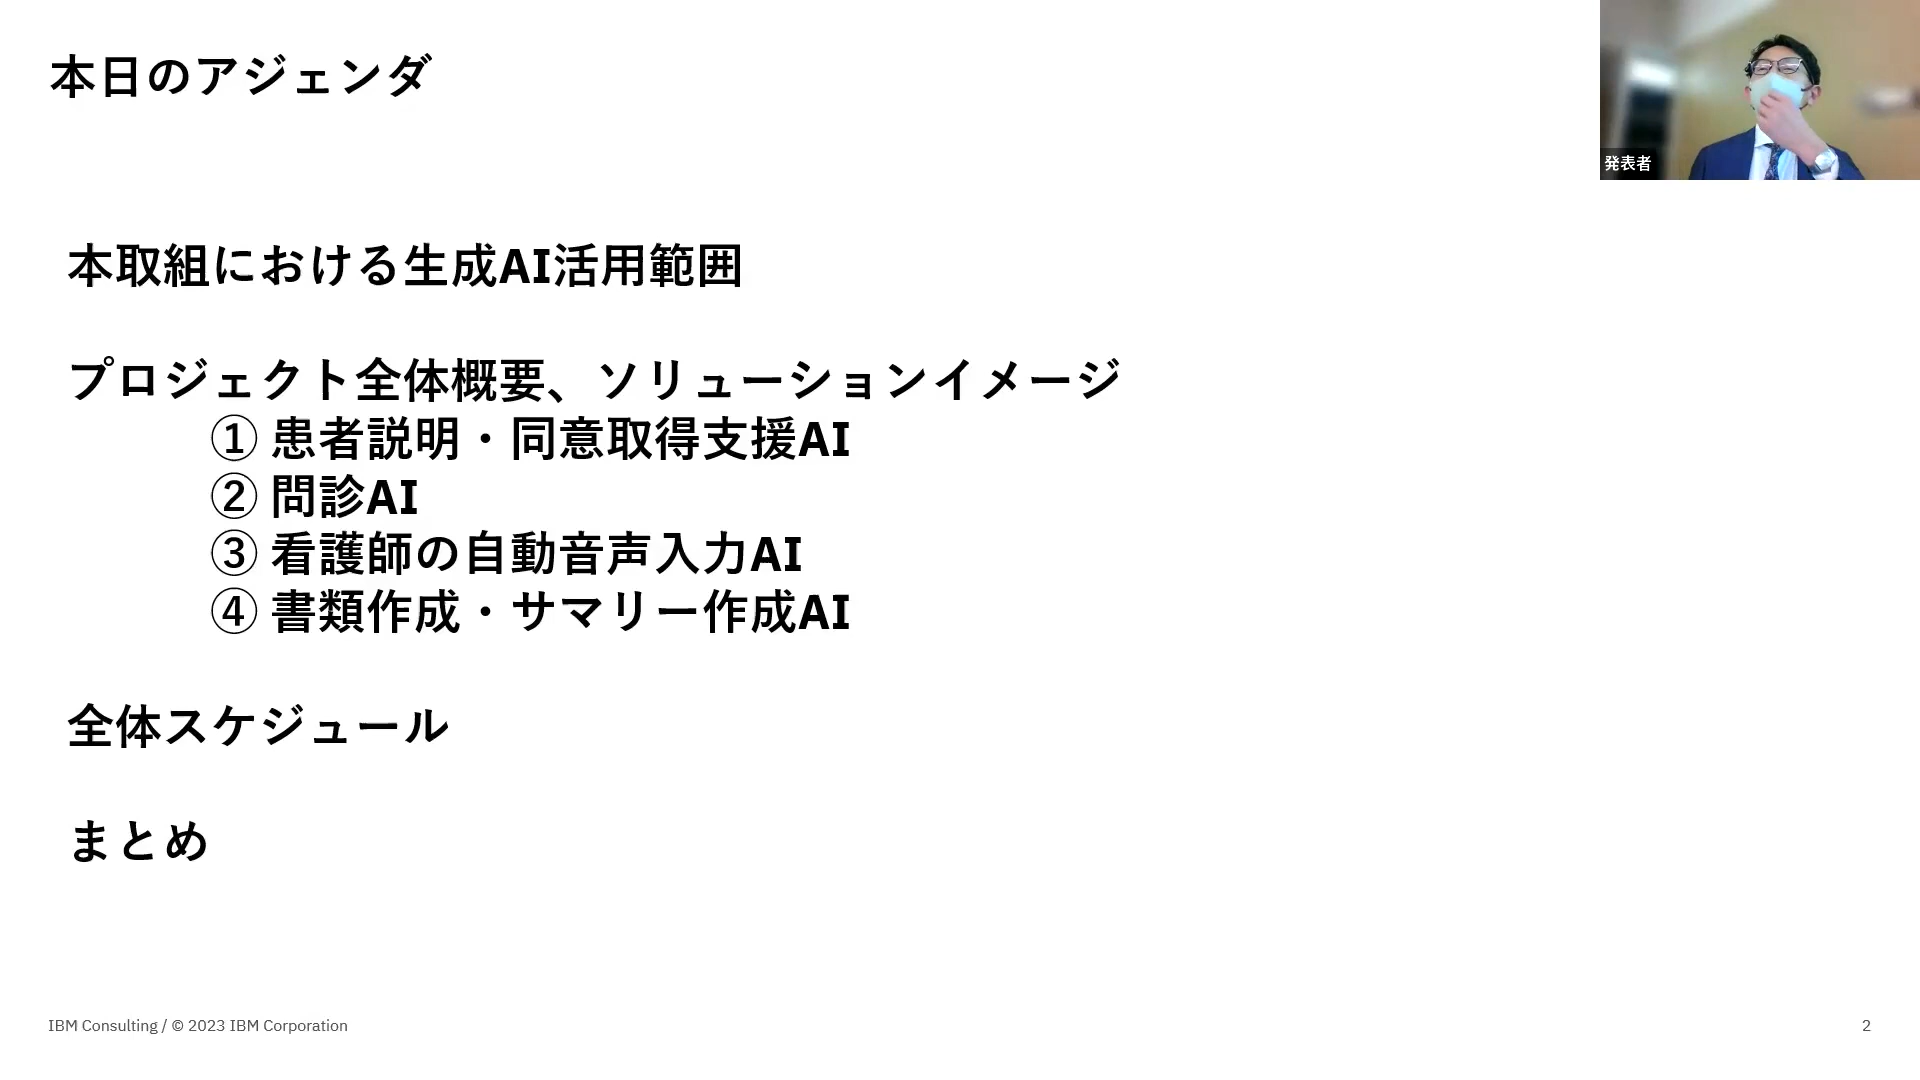 本日のアジェンダ
発表者
本取組における生成AI活用範囲
プロジェクト全体概要、ソリューションイメージ
① 患者説明・同意取得支援AI
② 問診AI
③ 看護師の自動音声入力AI
④ 書類作成・サマリー作成AI
全体スケジュール
まとめ
IBM Consulting / © 2023 IBM Corporation
2